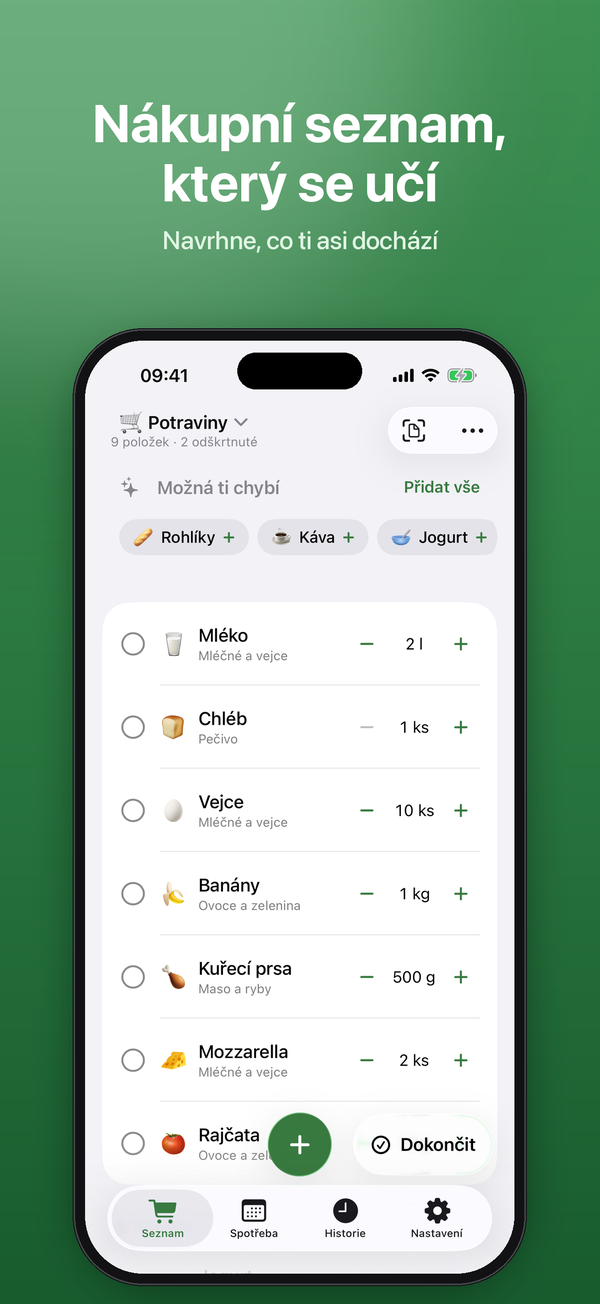 Nákupní seznam,
který se učí
Navrhne, co ti asi dochází
09:41
Potraviny
9 položek · 2 odškrtnuté
Možná ti chybí
Přidat vše
Rohlíky +
Káva +
Jogurt +
Mléko
Mléčné a vejce
− 2 l +
Chléb
Pečivo
− 1 ks +
Vejce
Mléčné a vejce
− 10 ks +
Banány
Ovoce a zelenina
− 1 kg +
Kuřecí prsa
Maso a ryby
− 500 g +
Mozzarella
Mléčné a vejce
− 2 ks +
Rajčata
Ovoce a
+
Dokončit
Seznam
Spotřeba
Historie
Nastavení